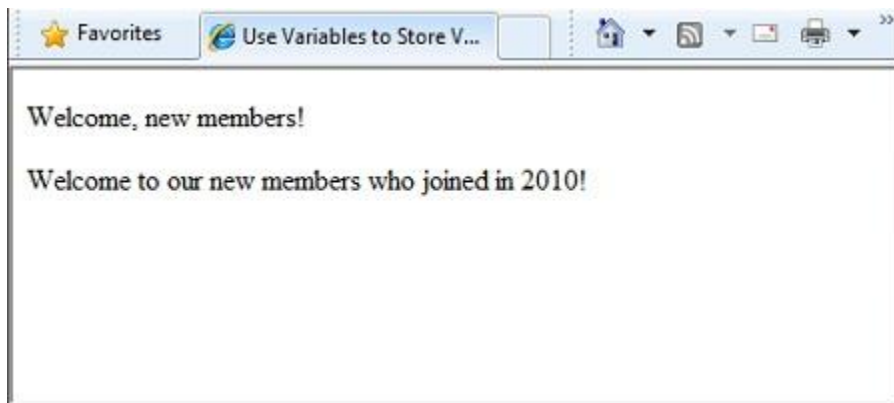 Favorites
Use Variables to Store V...
»
Welcome, new members!
Welcome to our new members who joined in 2010!